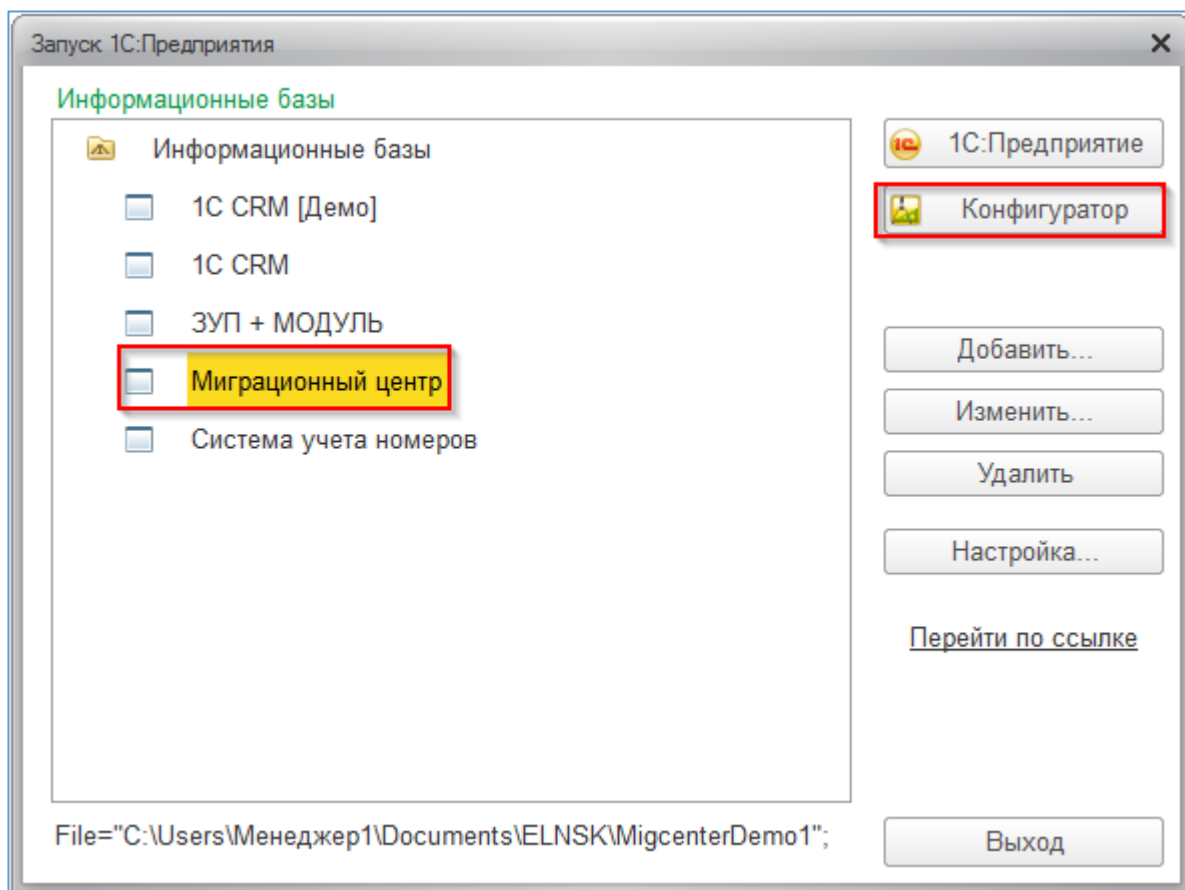 Запуск 1С:Предприятия
Информационные базы
Информационные базы
1С CRM [Демо]
1С CRM
ЗУП + МОДУЛЬ
Миграционный центр
Система учета номеров
1С:Предприятие
Конфигуратор
Добавить...
Изменить...
Удалить
Настройка...
Перейти по ссылке
File="C:\Users\Менеджер1\Documents\ELNSK\MigcenterDemo1";
Выход